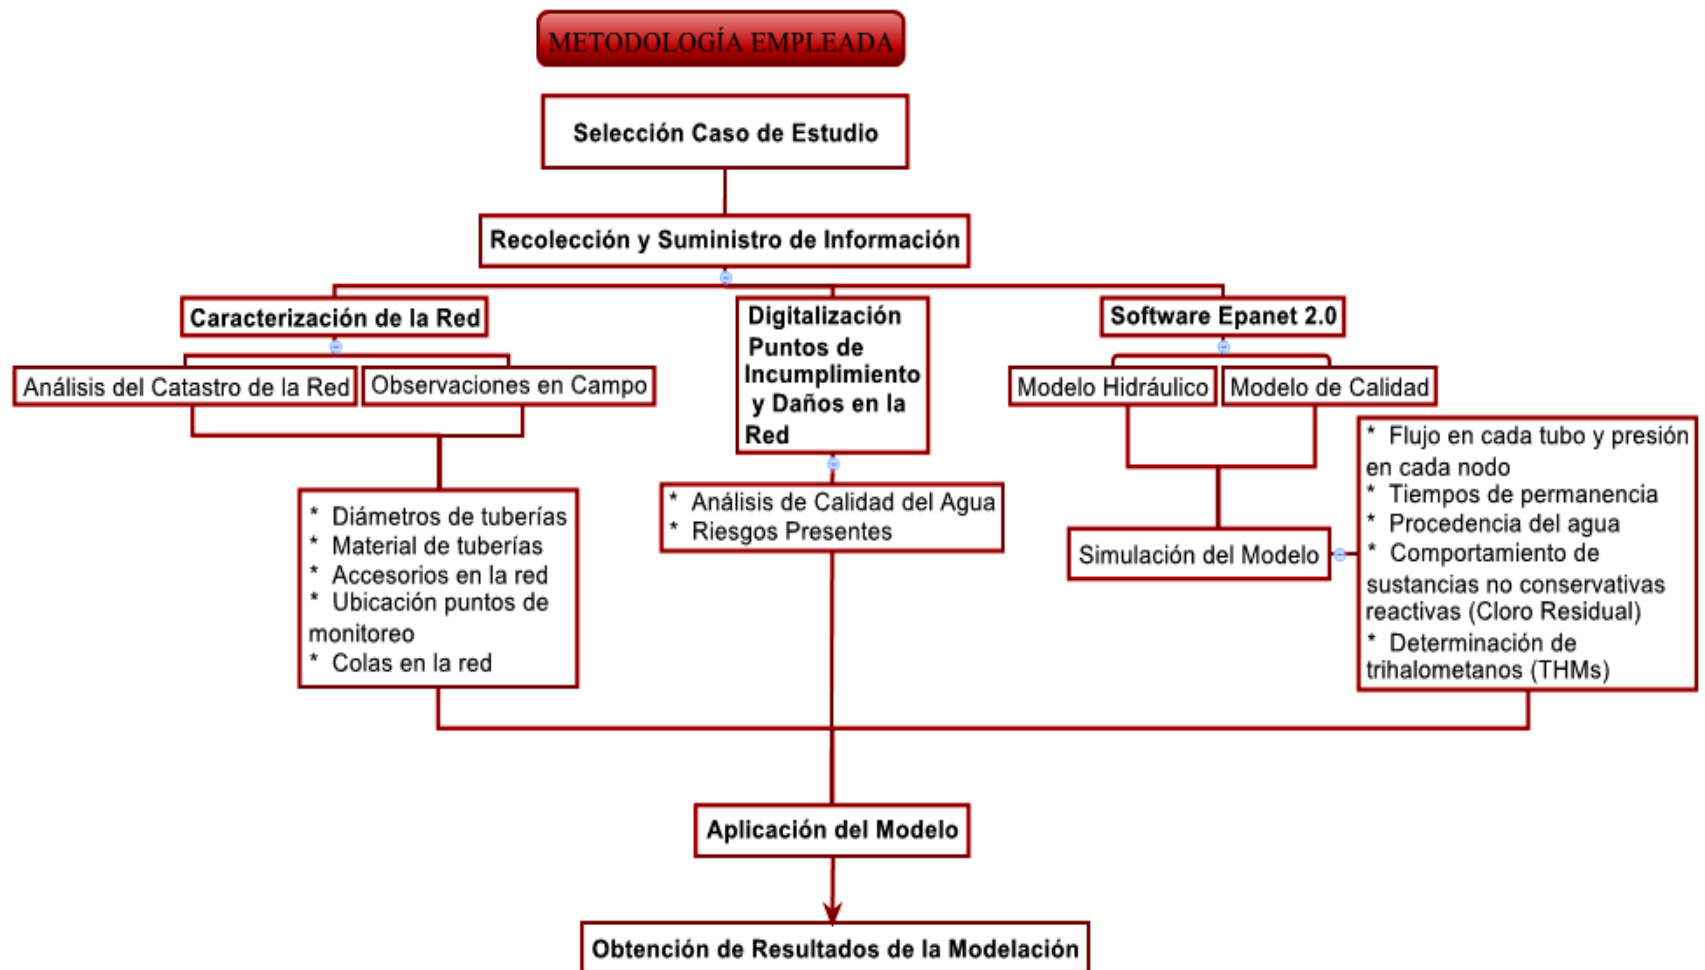 METODOLOGÍA EMPLEADA
Selección Caso de Estudio
Recolección y Suministro de Información
Caracterización de la Red
Digitalización
Puntos de
Incumplimiento
y Daños en la
Red
Software Epanet 2.0
Análisis del Catastro de la Red
Observaciones en Campo
Modelo Hidráulico
Modelo de Calidad
* Diámetros de tuberías
* Material de tuberías
* Accesorios en la red
* Ubicación puntos de
monitoreo
* Colas en la red
* Análisis de Calidad del Agua
* Riesgos Presentes
Simulación del Modelo
* Flujo en cada tubo y presión
en cada nodo
* Tiempos de permanencia
* Procedencia del agua
* Comportamiento de
sustancias no conservativas
reactivas (Cloro Residual)
* Determinación de
trihalometanos (THMs)
Aplicación del Modelo
Obtención de Resultados de la Modelación